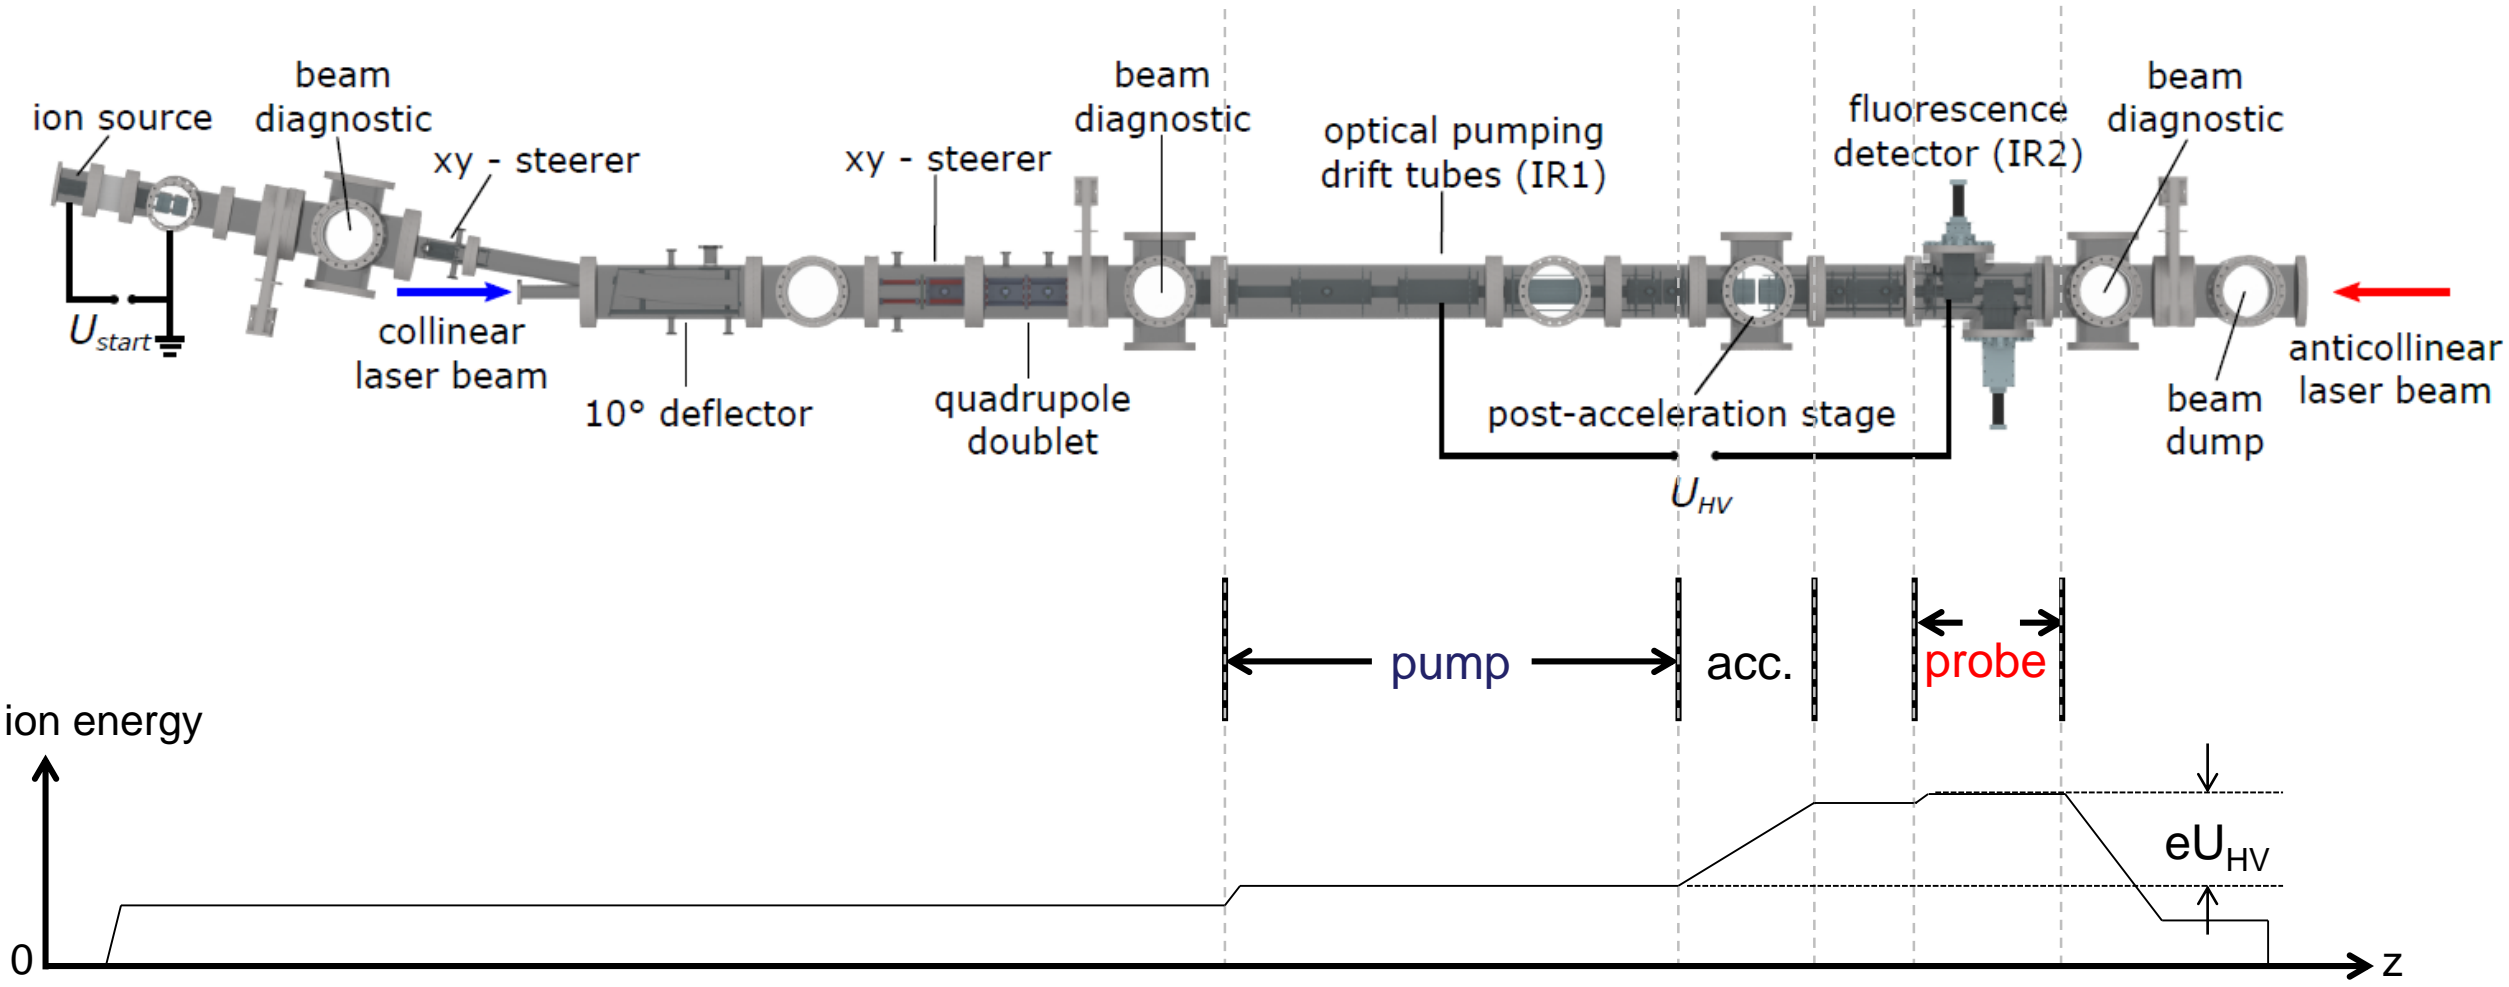 ion source
beam
diagnostic
xy - steerer
xy - steerer
beam
diagnostic
optical pumping
drift tubes (IR1)
fluorescence
detector (IR2)
beam
diagnostic
U_start
collinear
laser beam
10° deflector
quadrupole
doublet
post-acceleration stage
U_HV
beam
dump
anticollinear
laser beam
pump
acc.
probe
ion energy
eU_HV
0
z